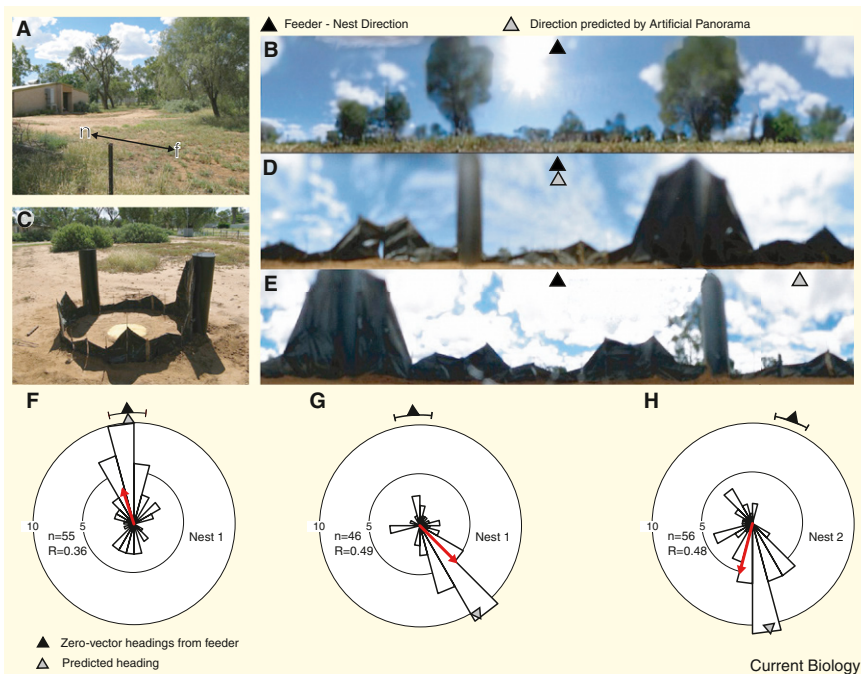 A
▲ Feeder - Nest Direction
△ Direction predicted by Artificial Panorama
B
n
f
C
D
E
F
10
5
n=55
R=0.36
Nest 1
G
10
5
n=46
R=0.49
Nest 1
H
10
5
n=56
R=0.48
Nest 2
▲ Zero-vector headings from feeder
△ Predicted heading
Current Biology